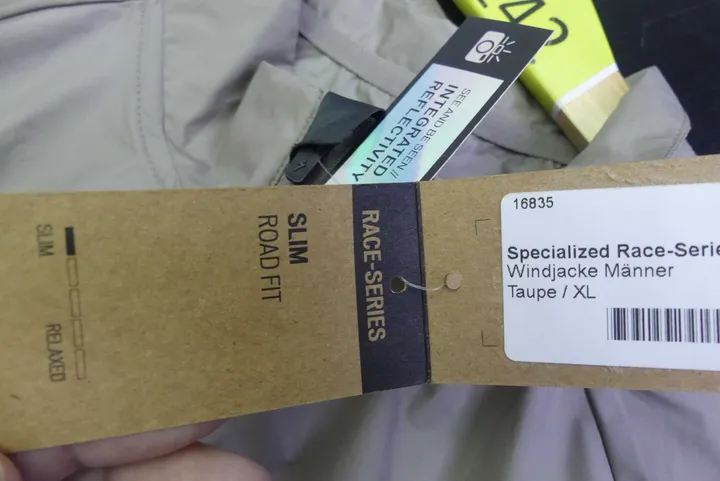 SEE AND BE SEEN //
INTEGRATED
REFLECTIVITY
SLIM
RELAXED
SLIM
ROAD FIT
RACE-SERIES
16835
Specialized Race-Serie
Windjacke Männer
Taupe / XL